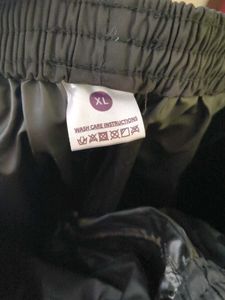 XL
WASH CARE INSTRUCTIONS